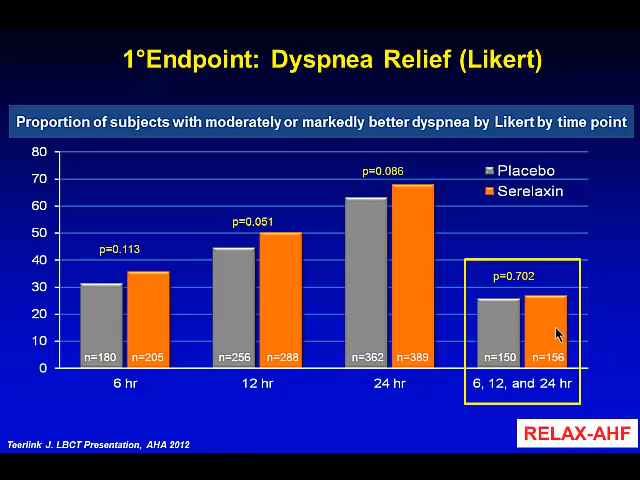 1°Endpoint: Dyspnea Relief (Likert)
Proportion of subjects with moderately or markedly better dyspnea by Likert by time point
80
70
60
50
40
30
20
10
0
Placebo
Serelaxin
p=0.113
p=0.051
p=0.086
p=0.702
n=180
n=205
n=256
n=288
n=362
n=389
n=150
n=156
6 hr
12 hr
24 hr
6, 12, and 24 hr
RELAX-AHF
Teerlink J. LBCT Presentation, AHA 2012